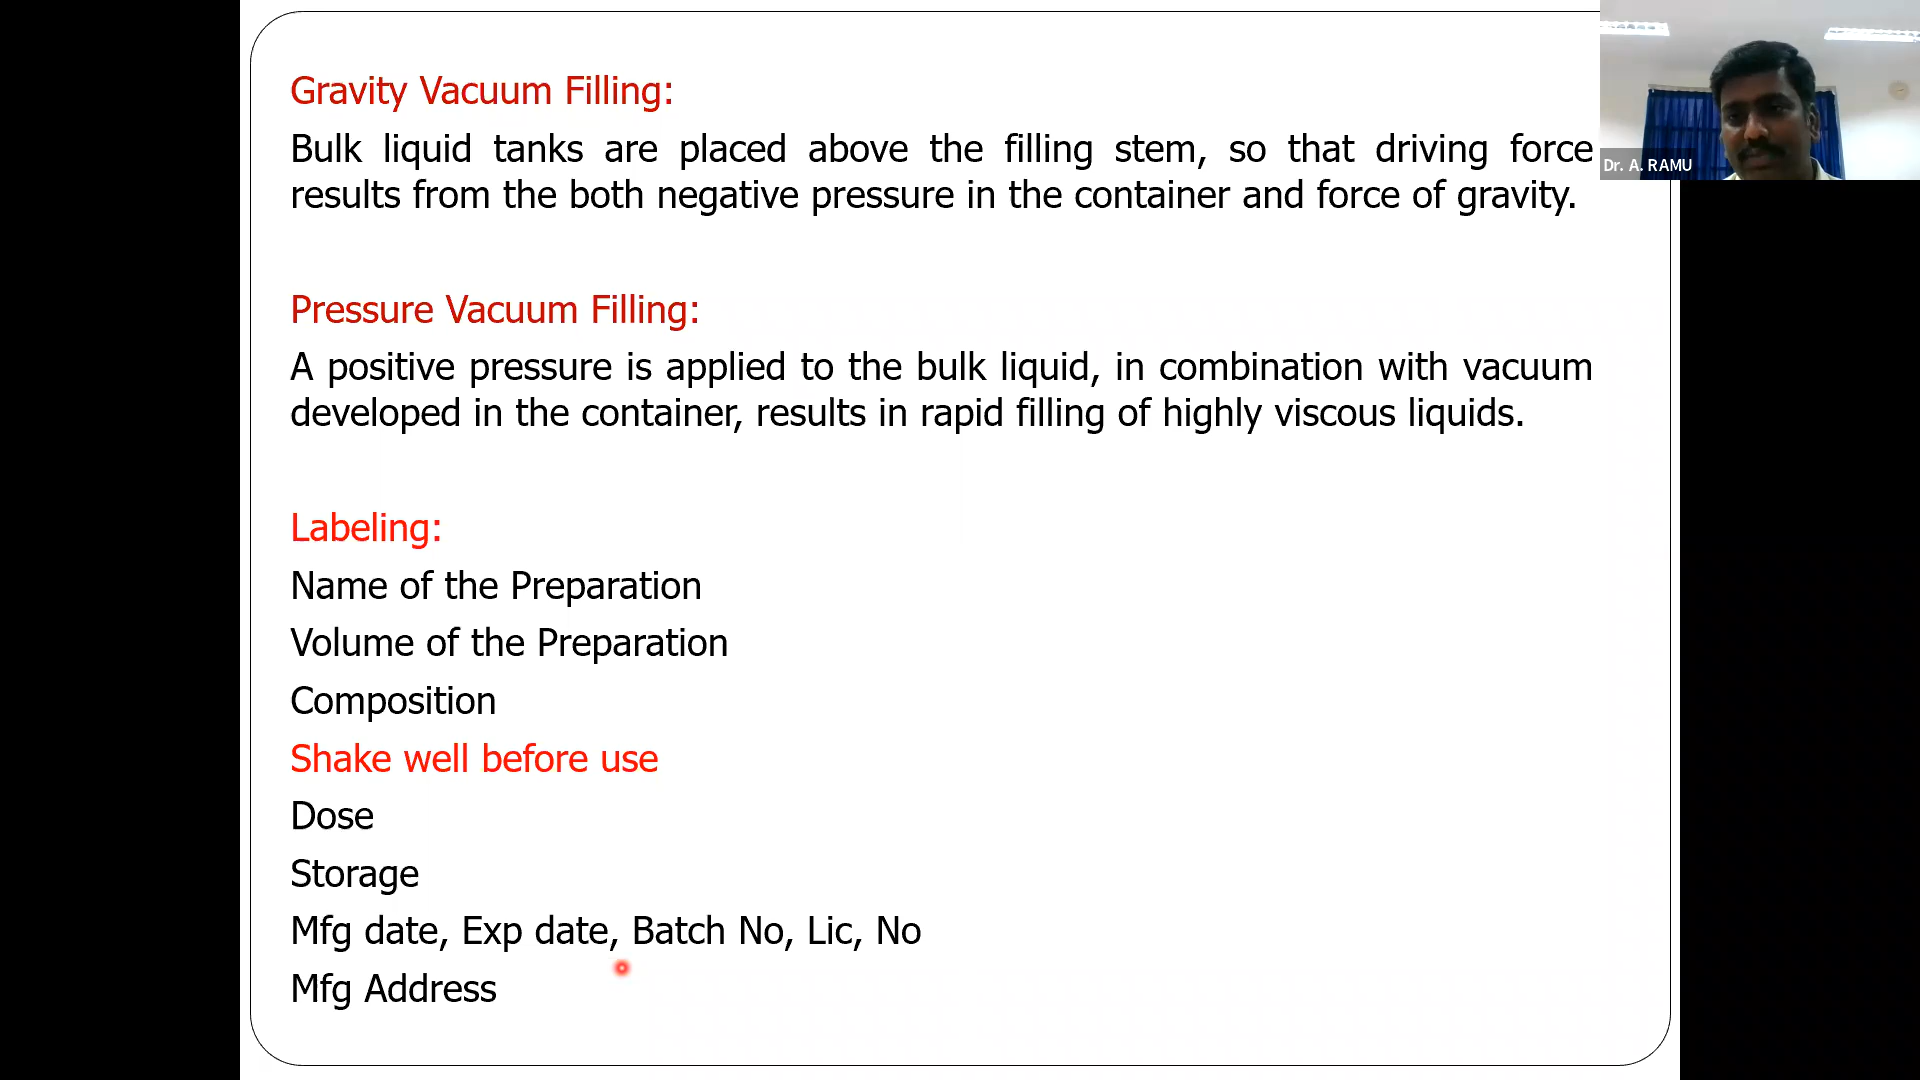 Gravity Vacuum Filling:
Bulk liquid tanks are placed above the filling stem, so that driving force
results from the both negative pressure in the container and force of gravity.
Pressure Vacuum Filling:
A positive pressure is applied to the bulk liquid, in combination with vacuum
developed in the container, results in rapid filling of highly viscous liquids.
Labeling:
Name of the Preparation
Volume of the Preparation
Composition
Shake well before use
Dose
Storage
Mfg date, Exp date, Batch No, Lic, No
Mfg Address
Dr. A. RAMU